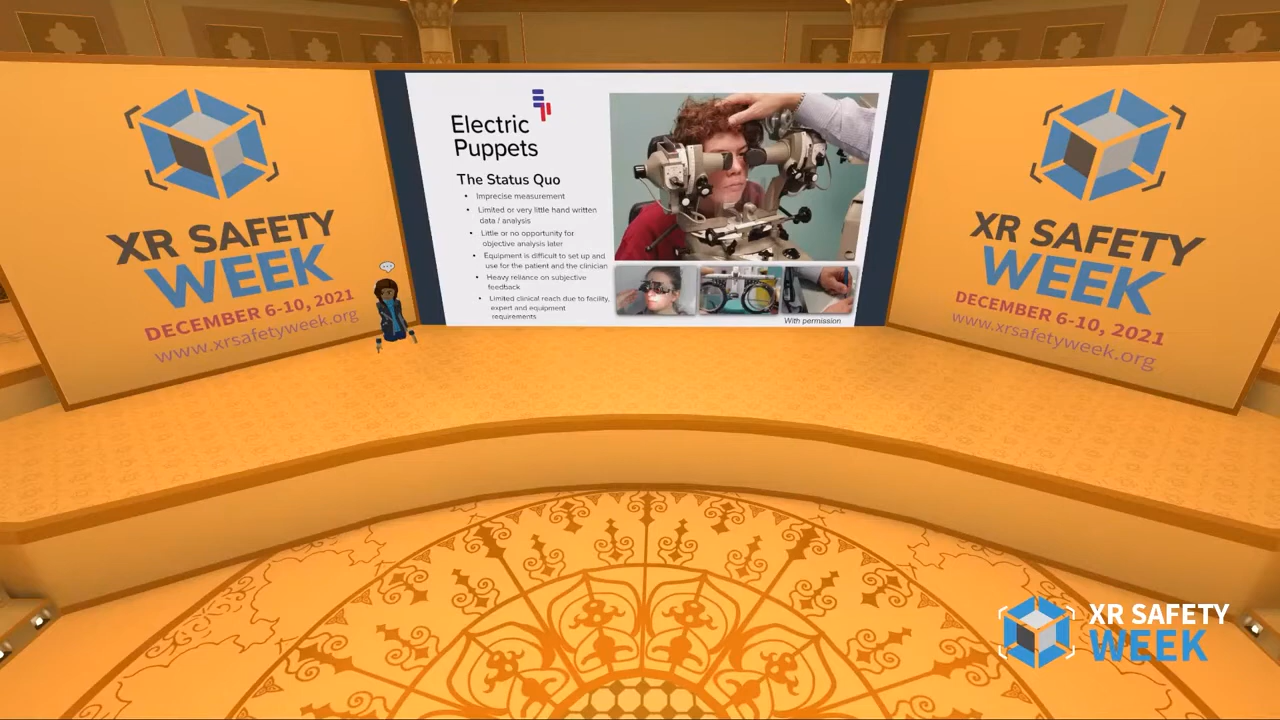 XR SAFETY
WEEK
DECEMBER 6-10, 2021
www.xrsafetyweek.org
Electric
Puppets
The Status Quo
• Imprecise measurement
• Limited or very little hand written
data / analysis
• Little or no opportunity for
objective analysis later
• Equipment is difficult to set up and
use for the patient and the clinician
• Heavy reliance on subjective
feedback
• Limited clinical reach due to facility,
expert and equipment
requirements
With permission
XR SAFETY
WEEK
DECEMBER 6-10, 2021
www.xrsafetyweek.org
XR SAFETY
WEEK